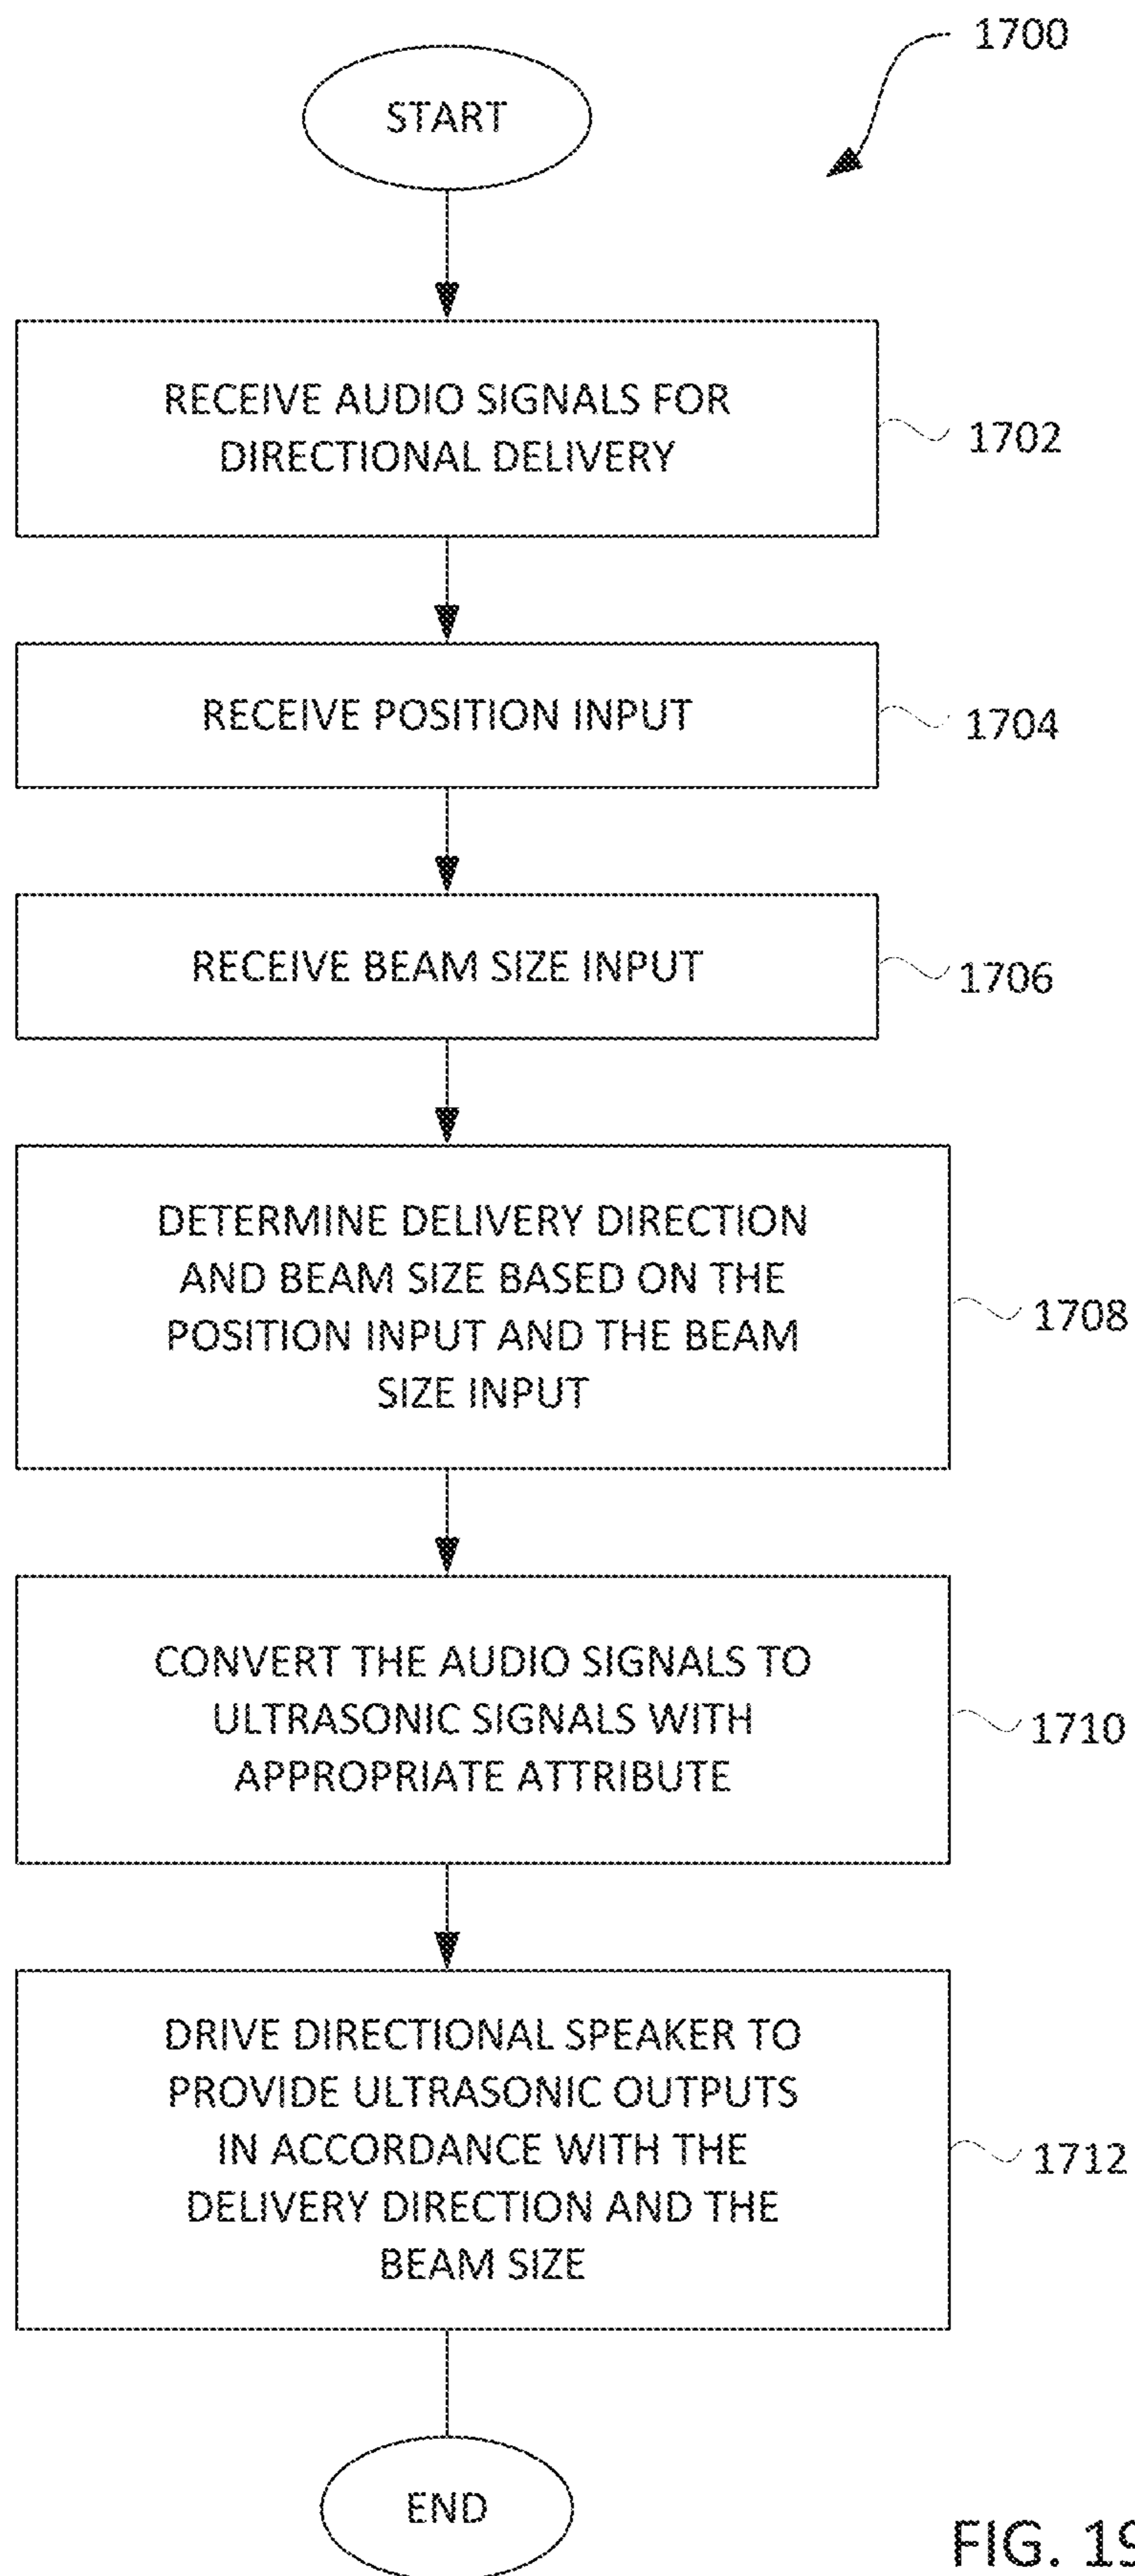 1700
START
RECEIVE AUDIO SIGNALS FOR
DIRECTIONAL DELIVERY
1702
RECEIVE POSITION INPUT
1704
RECEIVE BEAM SIZE INPUT
1706
DETERMINE DELIVERY DIRECTION
AND BEAM SIZE BASED ON THE
POSITION INPUT AND THE BEAM
SIZE INPUT
1708
CONVERT THE AUDIO SIGNALS TO
ULTRASONIC SIGNALS WITH
APPROPRIATE ATTRIBUTE
1710
DRIVE DIRECTIONAL SPEAKER TO
PROVIDE ULTRASONIC OUTPUTS
IN ACCORDANCE WITH THE
DELIVERY DIRECTION AND THE
BEAM SIZE
1712
END
FIG. 19